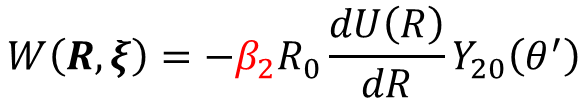 W(R, ξ) = −β₂R₀ dU(R)/dR Y₂₀(θ′)